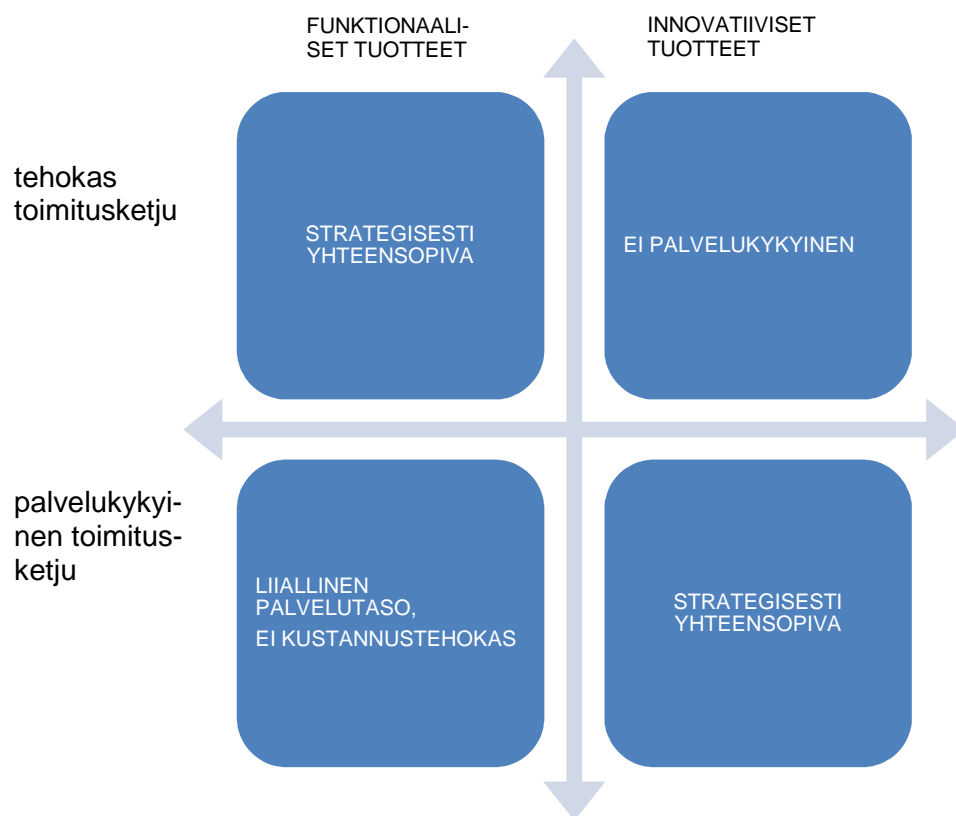 FUNKTIONAALI-
SET TUOTTEET
INNOVATIIVISET
TUOTTEET
tehokas
toimitusketju
STRATEGISESTI
YHTEENSOPIVA
EI PALVELUKYKYINEN
palvelukykyi-
nen toimitus-
ketju
LIIALLINEN
PALVELUTASO,
EI KUSTANNUSTEHOKAS
STRATEGISESTI
YHTEENSOPIVA